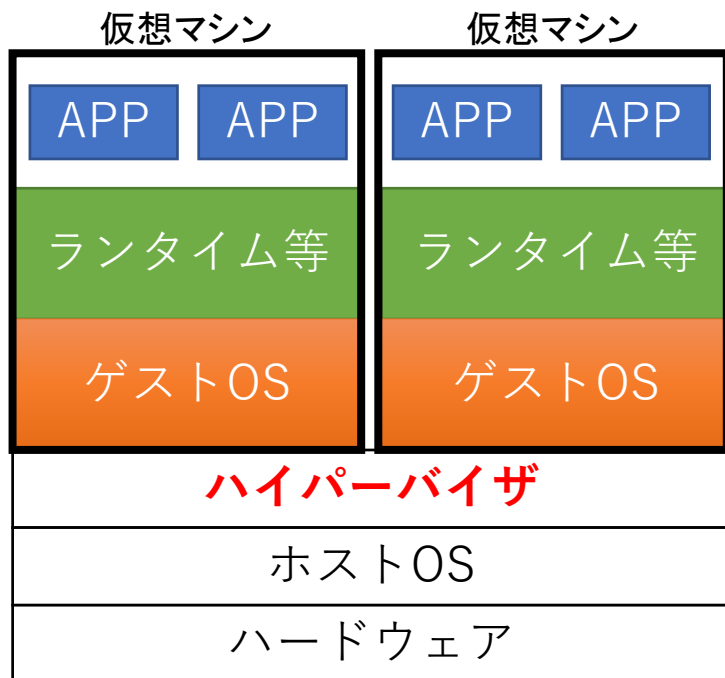 仮想マシン 仮想マシン
APP APP APP APP
ランタイム等 ランタイム等
ゲストOS ゲストOS
ハイパーバイザ
ホストOS
ハードウェア